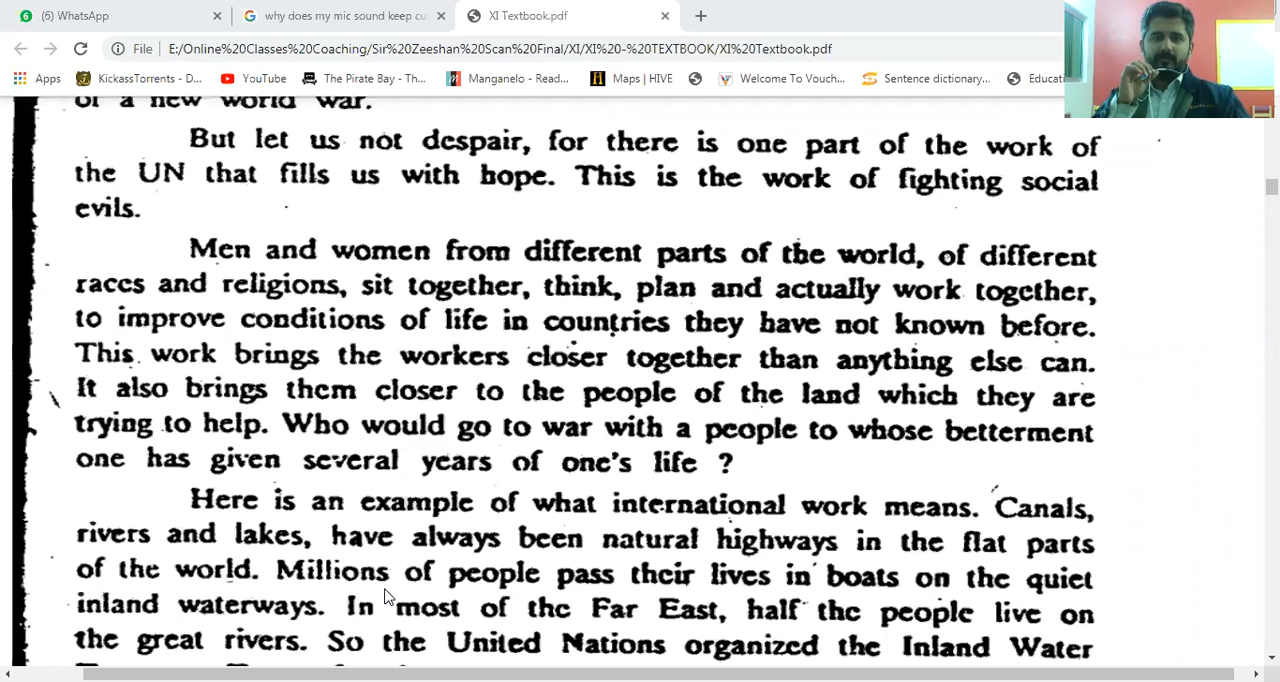 (6) WhatsApp
why does my mic sound keep cu
XI Textbook.pdf
File
E:/Online%20Classes%20Coaching/Sir%20Zeeshan%20Scan%20Final/XI/XI%20-%20TEXTBOOK/XI%20Textbook.pdf
Apps
KickassTorrents - D...
YouTube
The Pirate Bay - Th...
Manganelo - Read...
Maps | HIVE
Welcome To Vouch...
Sentence dictionary...
Educati
of a new world war.
But let us not despair, for there is one part of the work of
the UN that fills us with hope. This is the work of fighting social
evils.
Men and women from different parts of the world, of different
races and religions, sit together, think, plan and actually work together,
to improve conditions of life in countries they have not known before.
This work brings the workers closer together than anything else can.
It also brings them closer to the people of the land which they are
trying to help. Who would go to war with a people to whose betterment
one has given several years of one's life ?
Here is an example of what international work means. Canals,
rivers and lakes, have always been natural highways in the flat parts
of the world. Millions of people pass their lives in boats on the quiet
inland waterways. In most of the Far East, half the people live on
the great rivers. So the United Nations organized the Inland Water